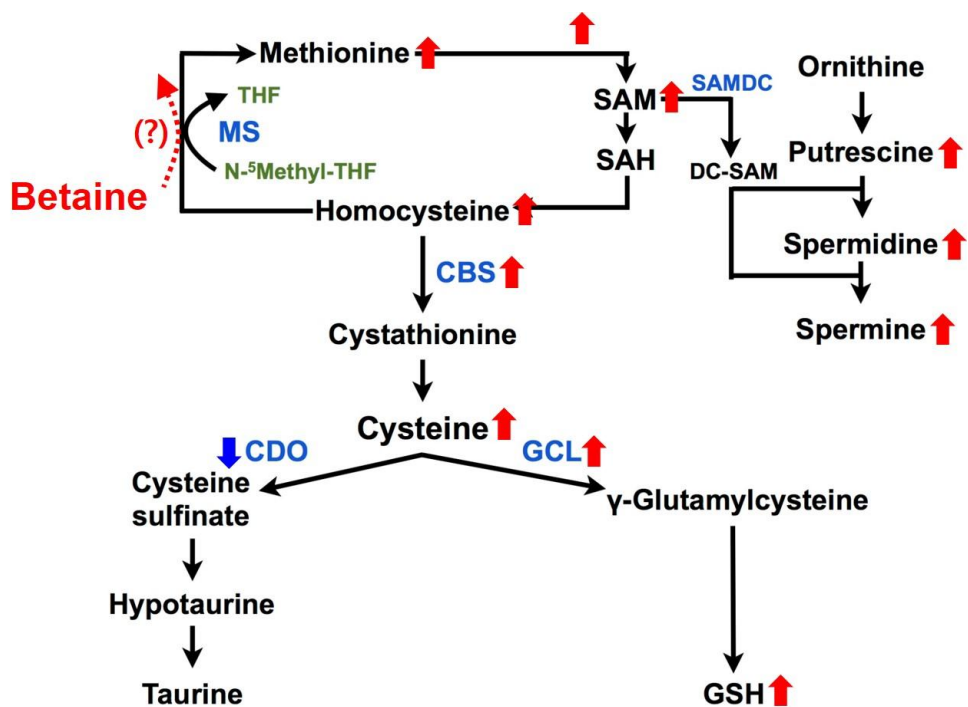 Methionine
THF
MS
N-⁵Methyl-THF
(?)
Betaine
Homocysteine
SAM
SAH
SAMDC
DC-SAM
Ornithine
Putrescine
Spermidine
Spermine
CBS
Cystathionine
Cysteine
CDO
GCL
Cysteine
sulfinate
γ-Glutamylcysteine
Hypotaurine
Taurine
GSH